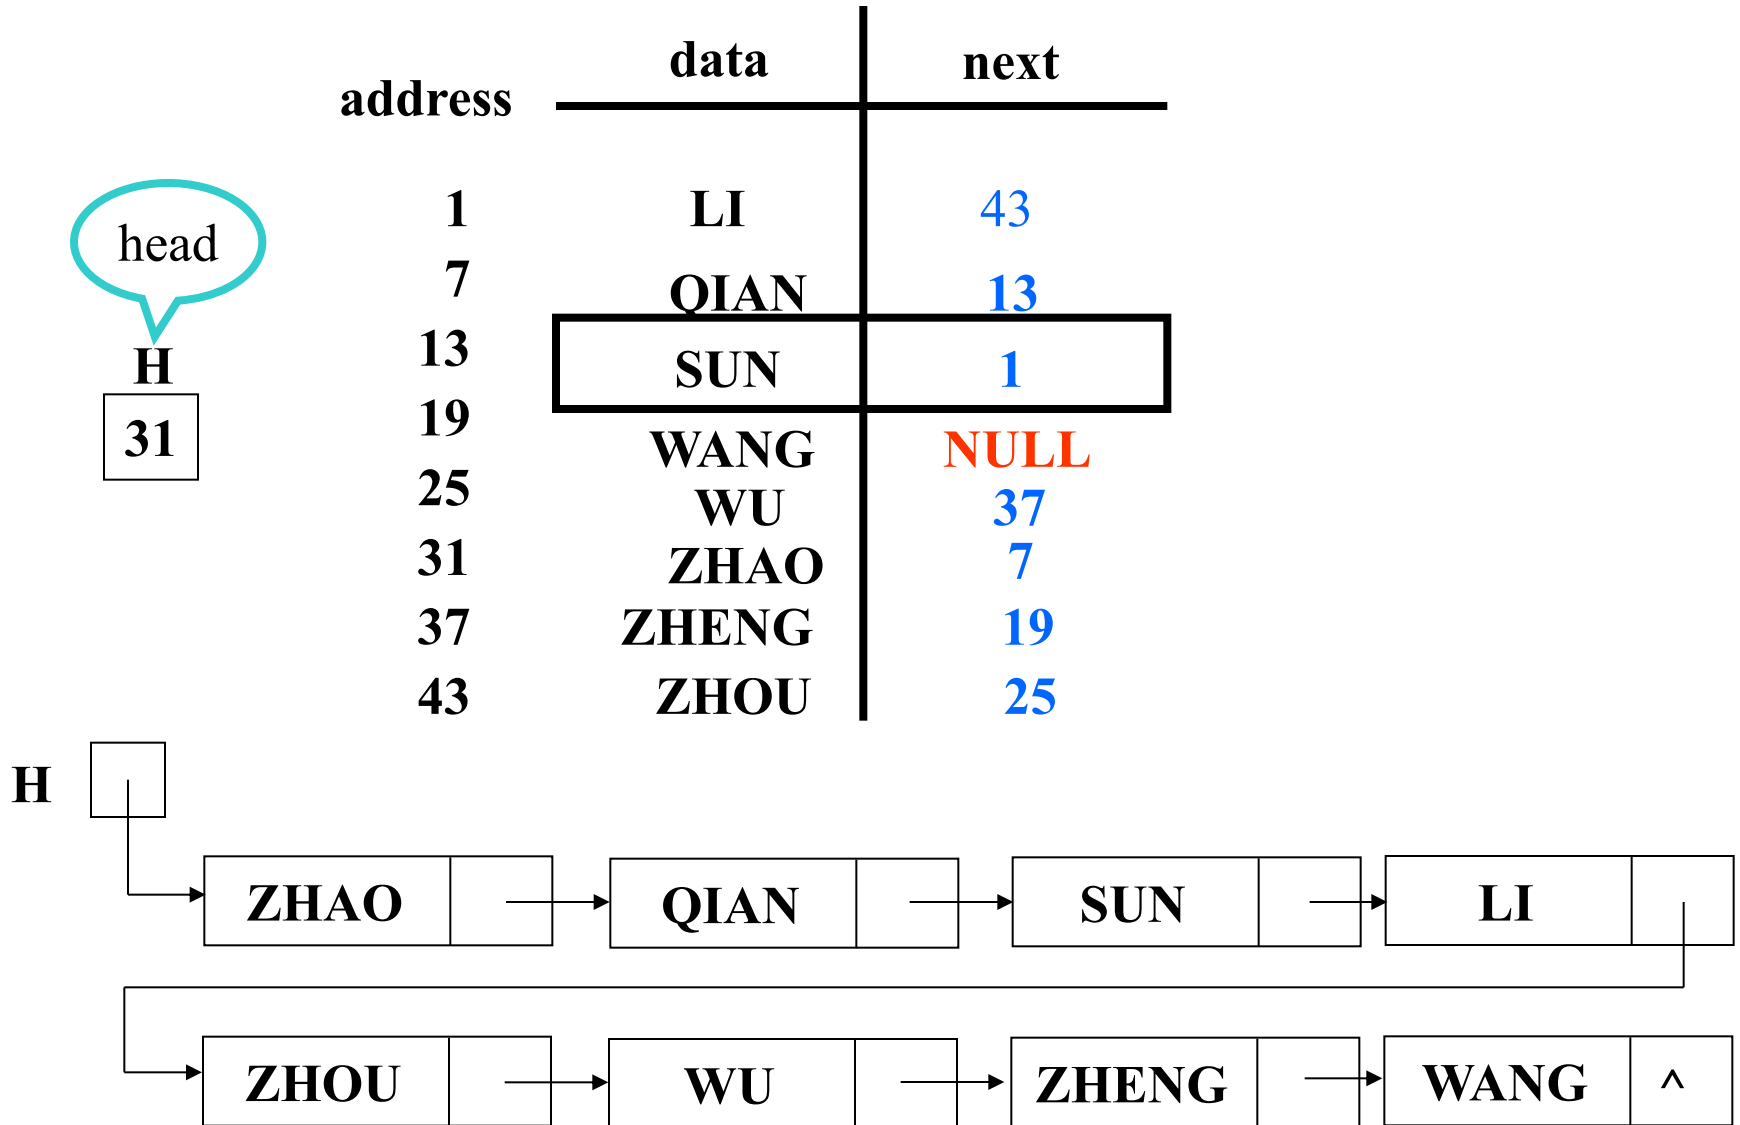 data next
address
1 LI 43
head
7 QIAN 13
13 SUN 1
H
19 WANG NULL
31
25 WU 37
31 ZHAO 7
37 ZHENG 19
43 ZHOU 25
H
ZHAO QIAN SUN LI
ZHOU WU ZHENG WANG ^